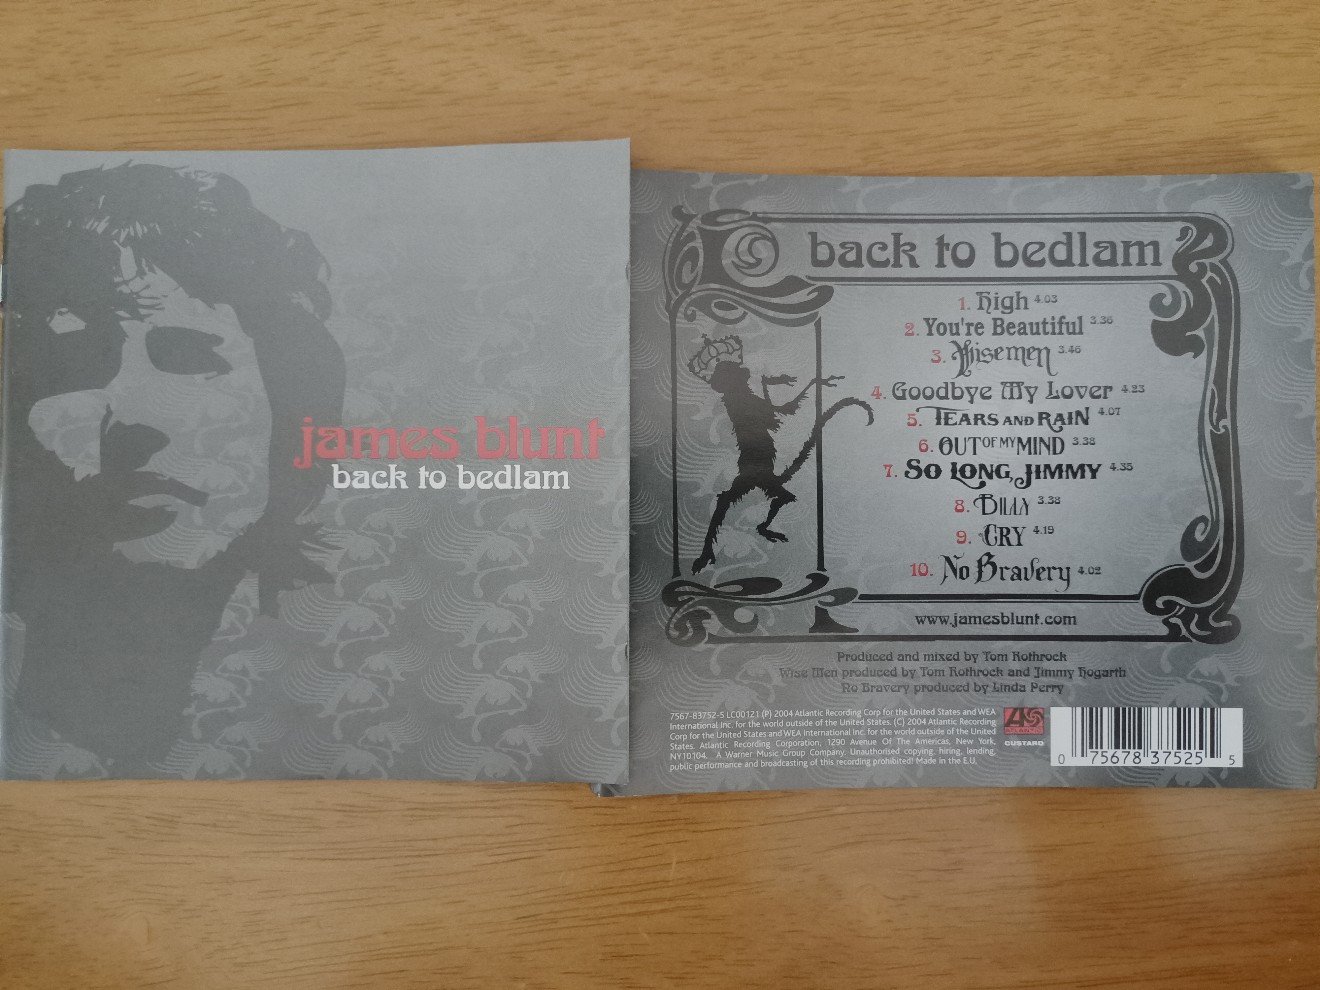 james blunt
back to bedlam
back to bedlam
1. High 4.03
2. You're Beautiful 3.36
3. Wisemen 3.46
4. Goodbye My Lover 4.23
5. TEARS AND RAIN 4.07
6. OUT OF MY MIND 3.38
7. SO LONG, JIMMY 4.35
8. BILLY 3.38
9. CRY 4.19
10. No Bravery 4.02
www.jamesblunt.com
Produced and mixed by Tom Rothrock
Wise Men produced by Tom Rothrock and Jimmy Hogarth
No Bravery produced by Linda Perry
7567-83752-5 LC00121 (P) 2004 Atlantic Recording Corp for the United States and WEA
International Inc. for the world outside of the United States. (C) 2004 Atlantic Recording
Corp for the United States and WEA International Inc. for the world outside of the United
States. Atlantic Recording Corporation, 1290 Avenue Of The Americas, New York,
NY10104. A Warner Music Group Company. Unauthorised copying, hiring, lending,
public performance and broadcasting of this recording prohibited! Made in the E.U.
ATLANTIC
CUSTARD
0 75678 37525 5